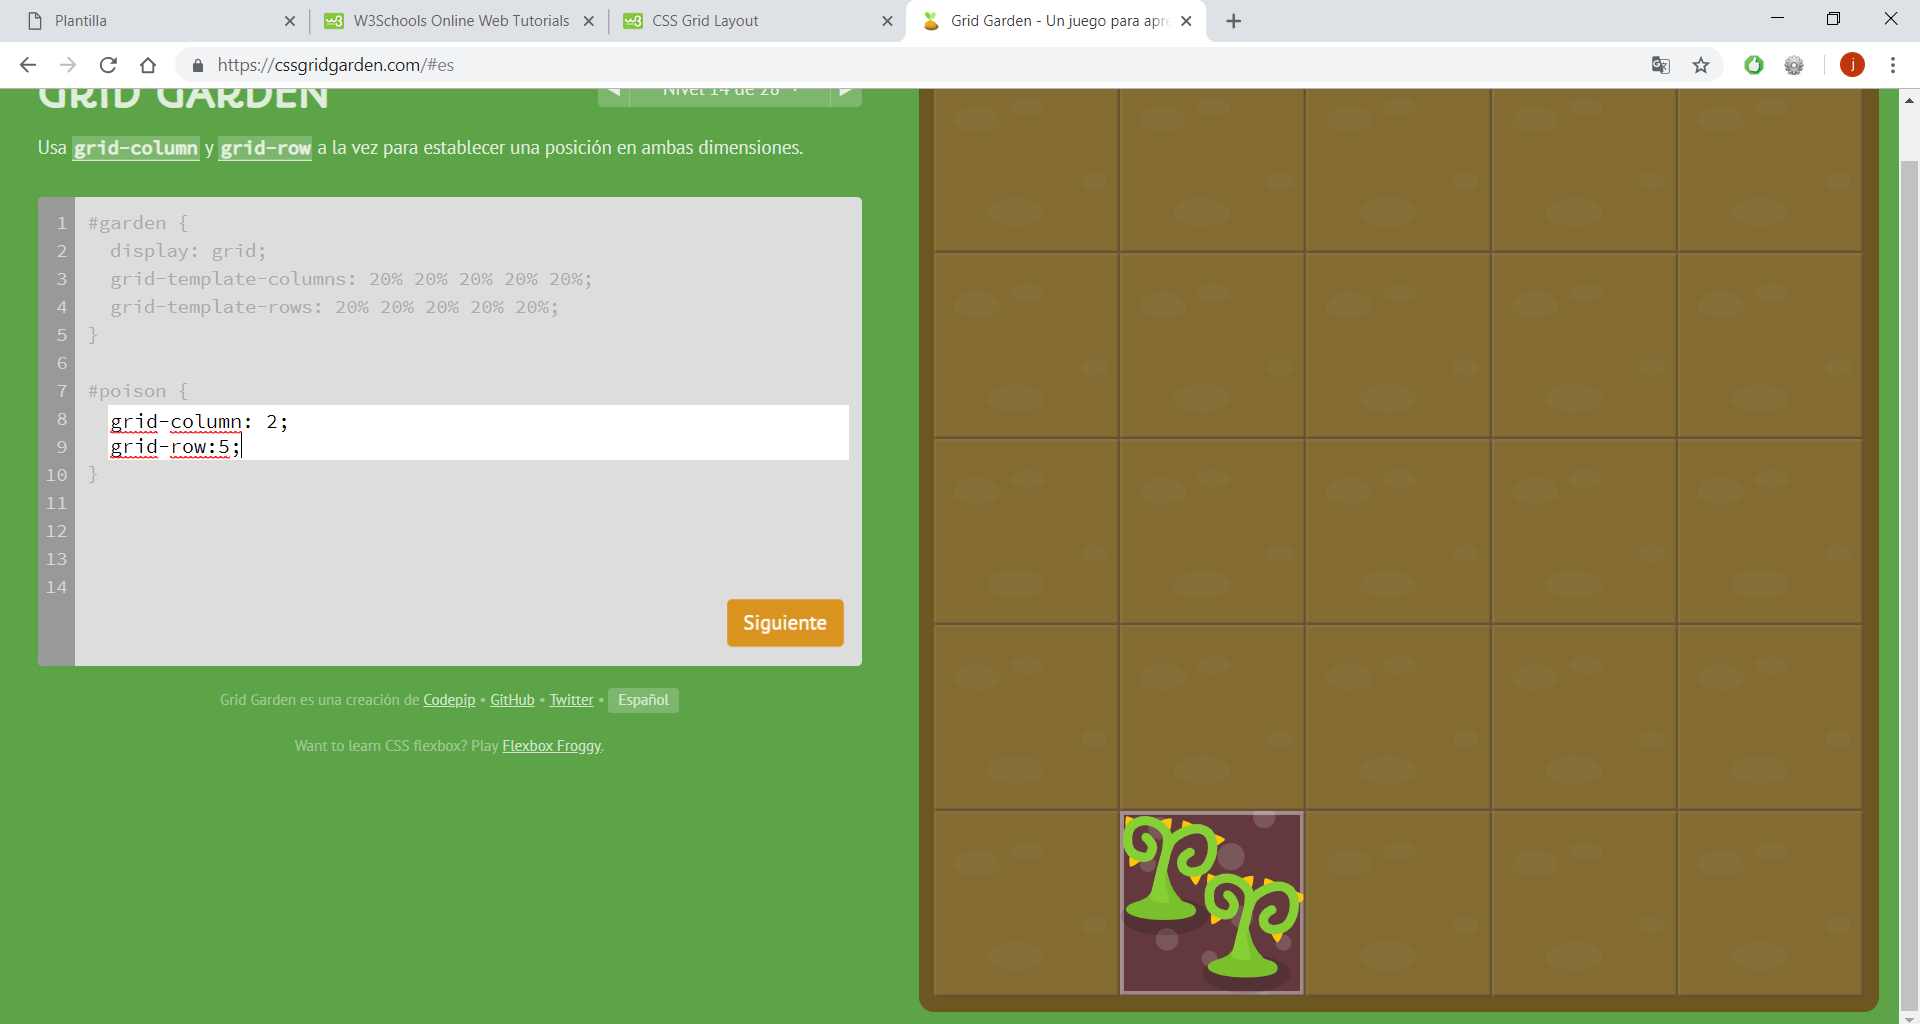 Plantilla
W3Schools Online Web Tutorials
CSS Grid Layout
Grid Garden - Un juego para apre
https://cssgridgarden.com/#es
j
GRID GARDEN
Nivel 14 de 28
Usa grid-column y grid-row a la vez para establecer una posición en ambas dimensiones.
1 #garden {
2 display: grid;
3 grid-template-columns: 20% 20% 20% 20% 20%;
4 grid-template-rows: 20% 20% 20% 20% 20%;
5 }
6
7 #poison {
8 grid-column: 2;
9 grid-row:5;
10 }
11
12
13
14
Siguiente
Grid Garden es una creación de Codepip • GitHub • Twitter • Español
Want to learn CSS flexbox? Play Flexbox Froggy.